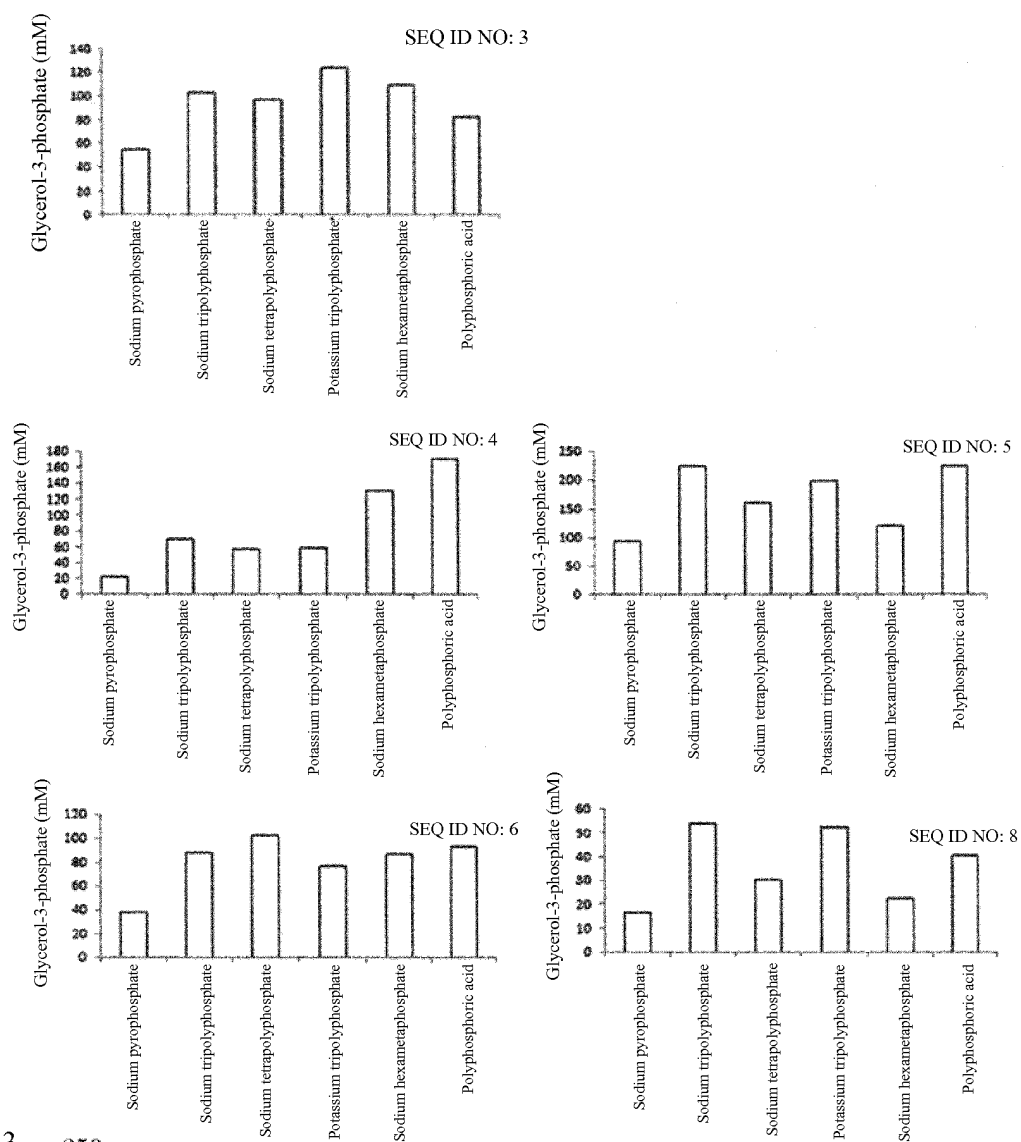 SEQ ID NO: 3
Glycerol-3-phosphate (mM)
140
120
100
80
60
40
20
0
Sodium pyrophosphate
Sodium tripolyphosphate
Sodium tetrapolyphosphate
Potassium tripolyphosphate
Sodium hexametaphosphate
Polyphosphoric acid
SEQ ID NO: 4
Glycerol-3-phosphate (mM)
180
160
140
120
100
80
60
40
20
0
Sodium pyrophosphate
Sodium tripolyphosphate
Sodium tetrapolyphosphate
Potassium tripolyphosphate
Sodium hexametaphosphate
Polyphosphoric acid
SEQ ID NO: 5
Glycerol-3-phosphate (mM)
250
200
150
100
50
0
Sodium pyrophosphate
Sodium tripolyphosphate
Sodium tetrapolyphosphate
Potassium tripolyphosphate
Sodium hexametaphosphate
Polyphosphoric acid
SEQ ID NO: 6
Glycerol-3-phosphate (mM)
120
100
80
60
40
20
0
Sodium pyrophosphate
Sodium tripolyphosphate
Sodium tetrapolyphosphate
Potassium tripolyphosphate
Sodium hexametaphosphate
Polyphosphoric acid
SEQ ID NO: 8
Glycerol-3-phosphate (mM)
60
50
40
30
20
10
0
Sodium pyrophosphate
Sodium tripolyphosphate
Sodium tetrapolyphosphate
Potassium tripolyphosphate
Sodium hexametaphosphate
Polyphosphoric acid